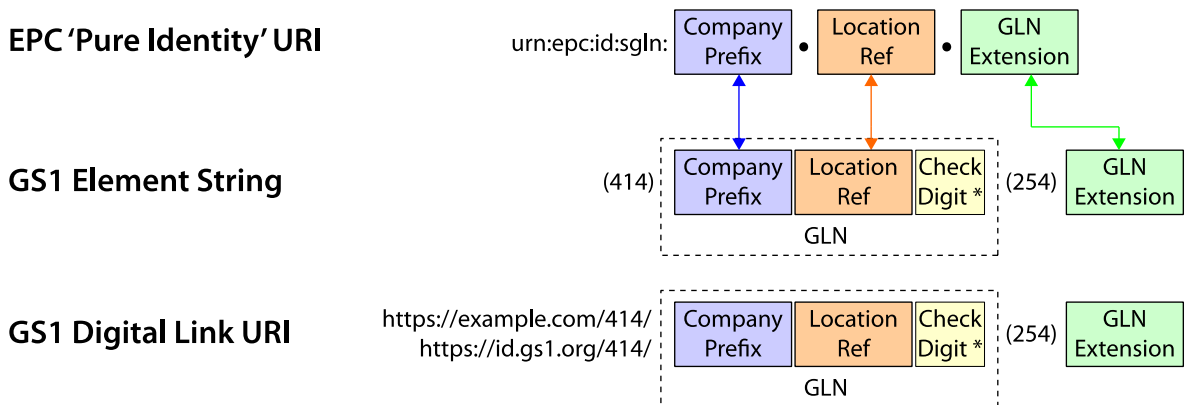 EPC ‘Pure Identity’ URI
urn:epc:id:sgln:
Company
Prefix
•
Location
Ref
•
GLN
Extension
GS1 Element String
(414)
Company
Prefix
Location
Ref
Check
Digit *
(254)
GLN
Extension
GLN
GS1 Digital Link URI
https://example.com/414/
https://id.gs1.org/414/
Company
Prefix
Location
Ref
Check
Digit *
(254)
GLN
Extension
GLN